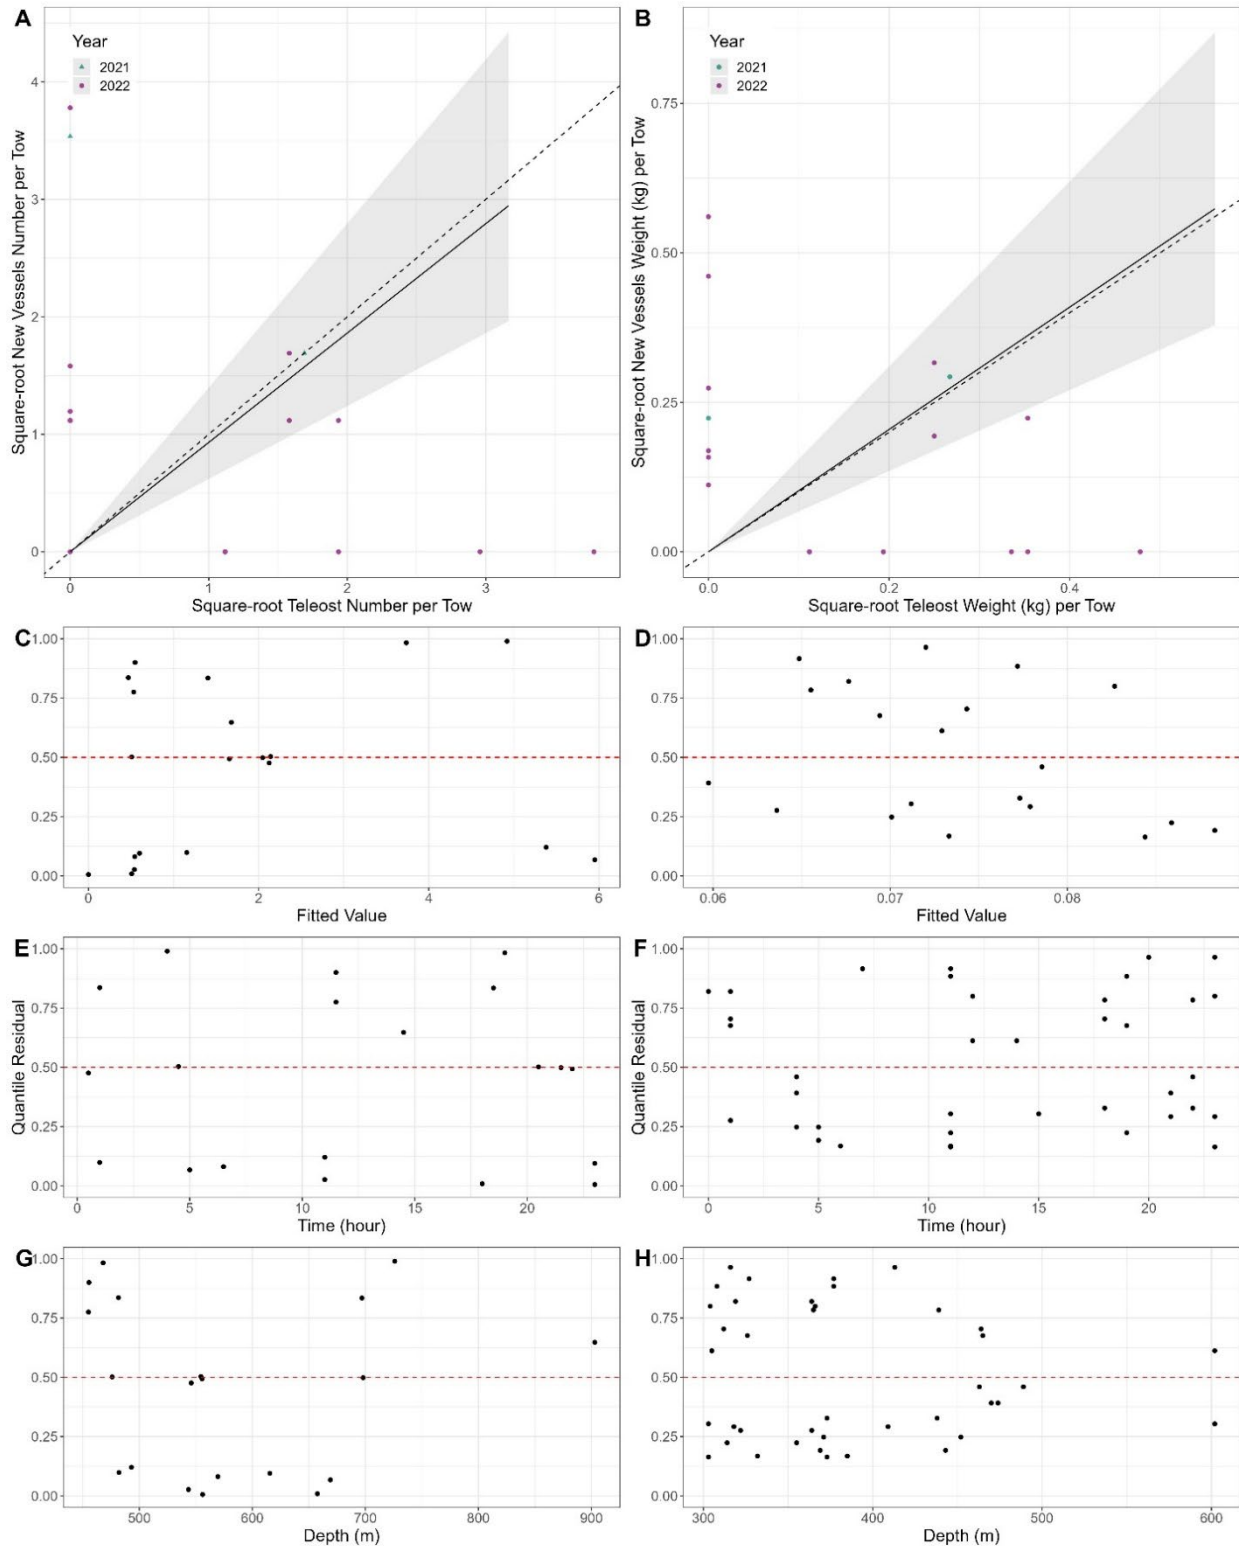 A
Year
2021
2022
4
3
2
1
0
Square-root New Vessels Number per Tow
0 1 2 3
Square-root Teleost Number per Tow
B
Year
2021
2022
0.75
0.50
0.25
0.00
Square-root New Vessels Weight (kg) per Tow
0.0 0.2 0.4
Square-root Teleost Weight (kg) per Tow
C
1.00
0.75
0.50
0.25
0.00
0 2 4 6
Fitted Value
D
1.00
0.75
0.50
0.25
0.00
0.06 0.07 0.08
Fitted Value
E
1.00
0.75
0.50
0.25
0.00
Quantile Residual
0 5 10 15 20
Time (hour)
F
1.00
0.75
0.50
0.25
0.00
Quantile Residual
0 5 10 15 20
Time (hour)
G
1.00
0.75
0.50
0.25
0.00
500 600 700 800 900
Depth (m)
H
1.00
0.75
0.50
0.25
0.00
300 400 500 600
Depth (m)